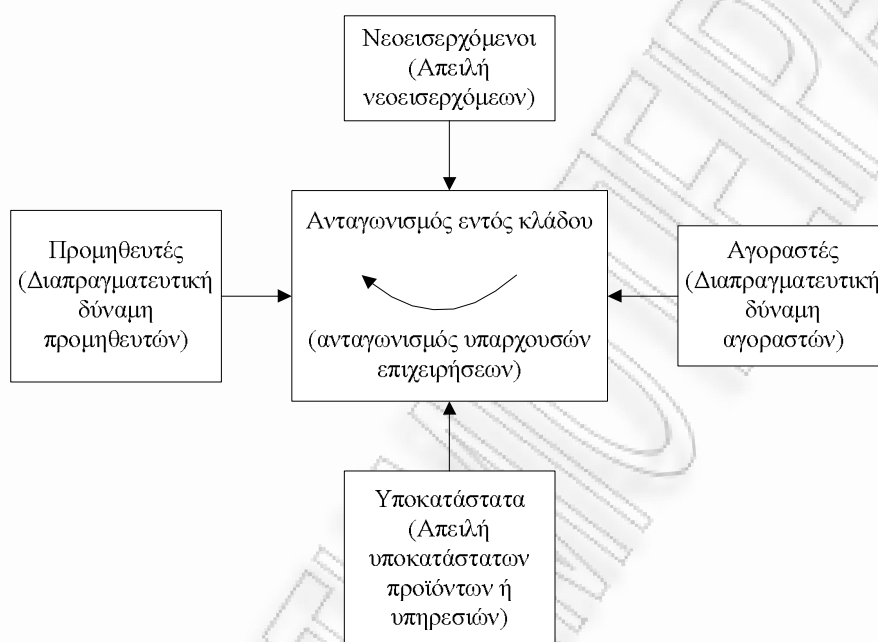 Νεοεισερχόμενοι
(Απειλή
νεοεισερχόμεων)
Ανταγωνισμός εντός κλάδου
(ανταγωνισμός υπαρχουσών
επιχειρήσεων)
Προμηθευτές
(Διαπραγματευτική
δύναμη
προμηθευτών)
Αγοραστές
(Διαπραγματευτική
δύναμη
αγοραστών)
Υποκατάστατα
(Απειλή
υποκατάστατων
προϊόντων ή
υπηρεσιών)